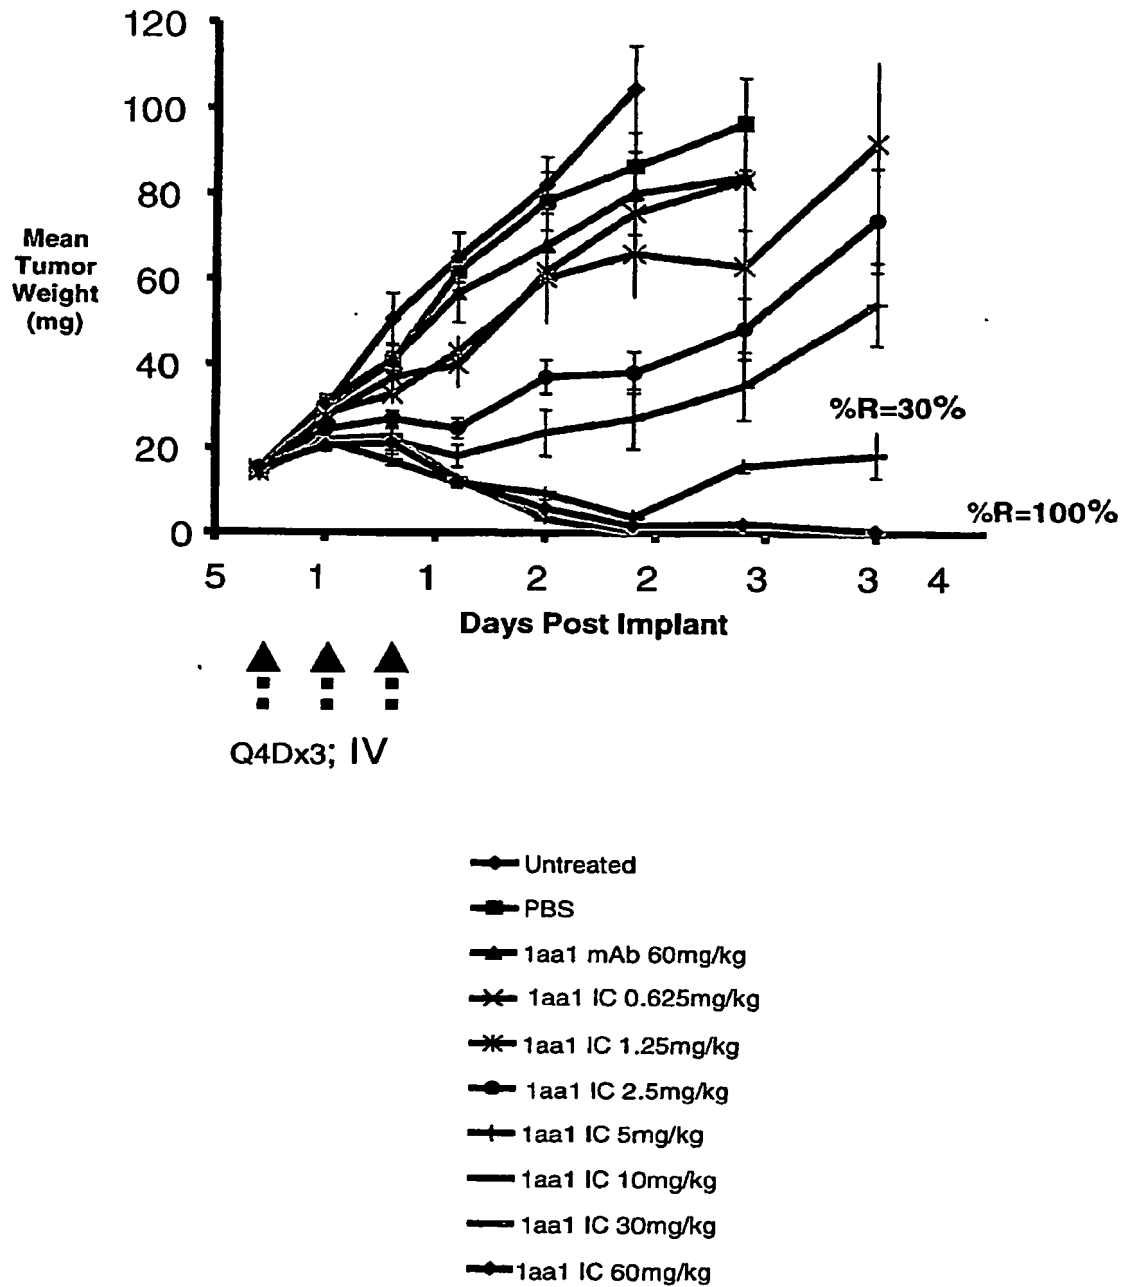 120
100
80
60
40
20
0
Mean
Tumor
Weight
(mg)
%R=30%
%R=100%
5 1 1 2 2 3 3 4
Days Post Implant
Q4Dx3; IV
Untreated
PBS
1aa1 mAb 60mg/kg
1aa1 IC 0.625mg/kg
1aa1 IC 1.25mg/kg
1aa1 IC 2.5mg/kg
1aa1 IC 5mg/kg
1aa1 IC 10mg/kg
1aa1 IC 30mg/kg
1aa1 IC 60mg/kg